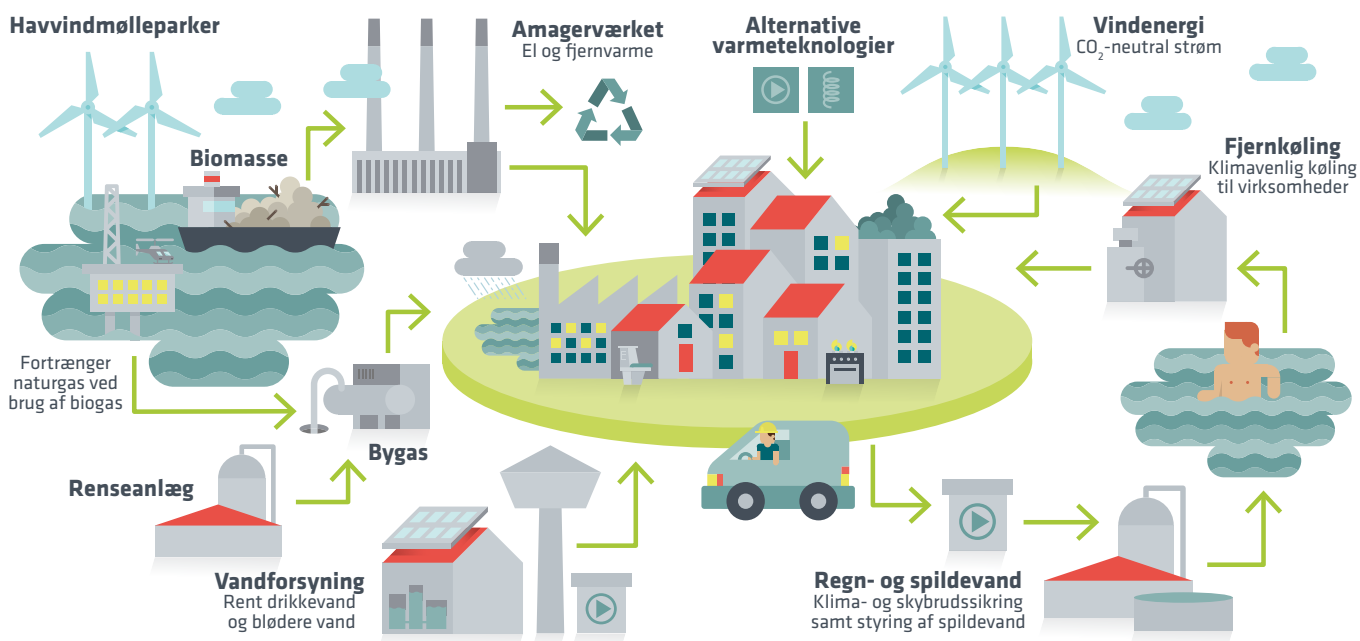 Havvindmølleparker
Amagerværket
El og fjernvarme
Alternative
varmeteknologier
Vindenergi
CO₂-neutral strøm
Biomasse
Fjernkøling
Klimavenlig køling
til virksomheder
Fortrænger
naturgas ved
brug af biogas
Bygas
Renseanlæg
Vandforsyning
Rent drikkevand
og blødere vand
Regn- og spildevand
Klima- og skybrudssikring
samt styring af spildevand